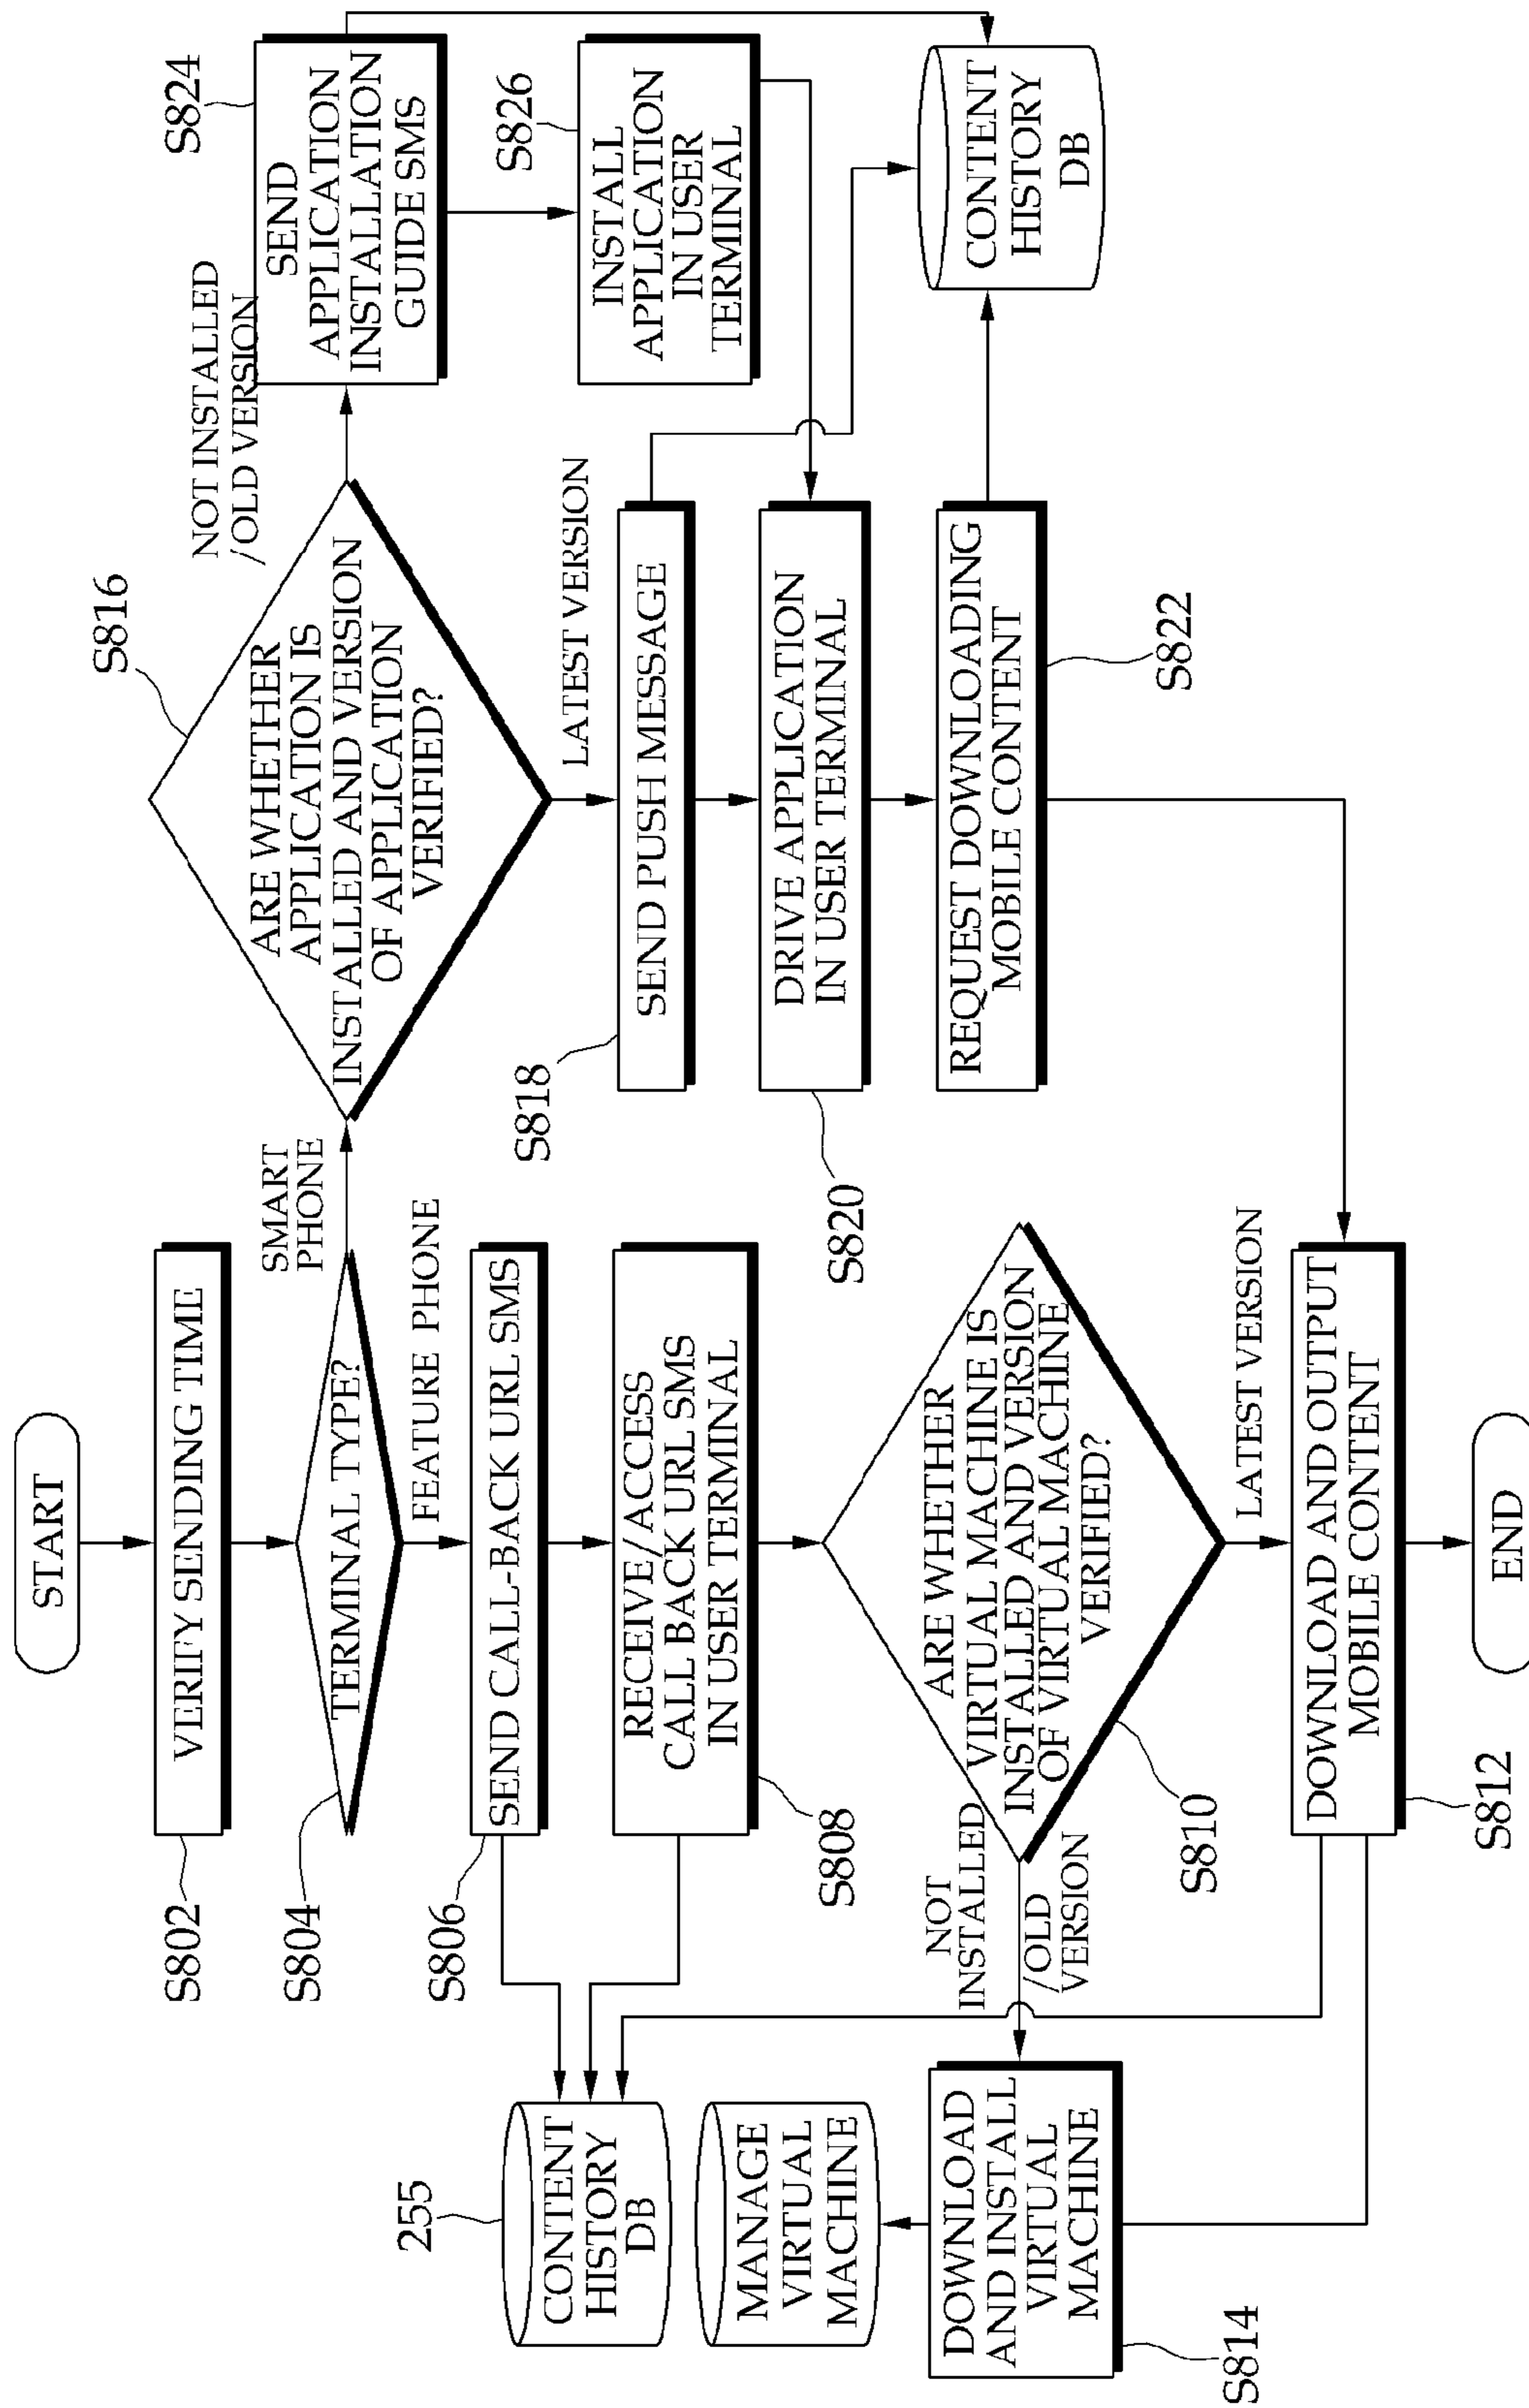 START
S802
VERIFY SENDING TIME
S804
TERMINAL TYPE?
SMART
PHONE
FEATURE PHONE
S806
SEND CALL-BACK URL SMS
RECEIVE/ACCESS
CALL BACK URL SMS
IN USER TERMINAL
S808
255
CONTENT
HISTORY
DB
MANAGE
VIRTUAL
MACHINE
ARE WHETHER
VIRTUAL MACHINE IS
INSTALLED AND VERSION
OF VIRTUAL MACHINE
VERIFIED?
S810
NOT
INSTALLED
/OLD
VERSION
DOWNLOAD
AND INSTALL
VIRTUAL
MACHINE
S814
LATEST VERSION
DOWNLOAD AND OUTPUT
MOBILE CONTENT
S812
END
S816
ARE WHETHER
APPLICATION IS
INSTALLED AND VERSION
OF APPLICATION
VERIFIED?
NOT INSTALLED
/OLD VERSION
S824
SEND
APPLICATION
INSTALLATION
GUIDE SMS
S826
INSTALL
APPLICATION
IN USER
TERMINAL
LATEST VERSION
S818
SEND PUSH MESSAGE
DRIVE APPLICATION
IN USER TERMINAL
S820
REQUEST DOWNLOADING
MOBILE CONTENT
S822
CONTENT
HISTORY
DB